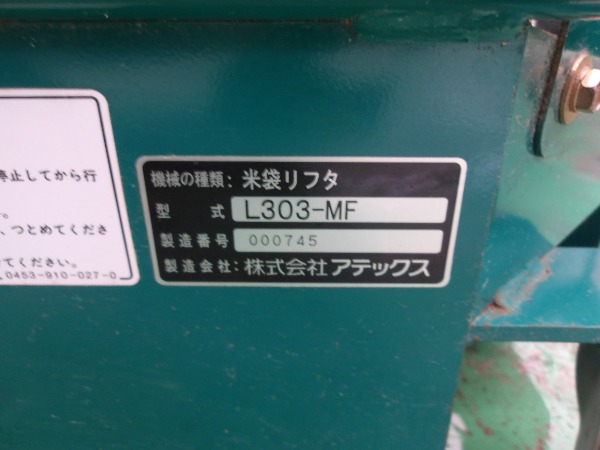 停止してから行
。
、つとめてくださ
てください。
0453-910-027-0
機械の種類：米袋リフタ
型　式 L303-MF
製造番号 000745
製造会社：株式会社アテックス